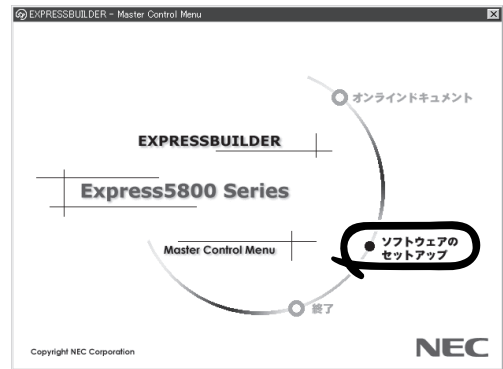 EXPRESSBUILDER - Master Control Menu
オンラインドキュメント
EXPRESSBUILDER
Express5800 Series
Master Control Menu
ソフトウェアの
セットアップ
終了
Copyright NEC Corporation
NEC